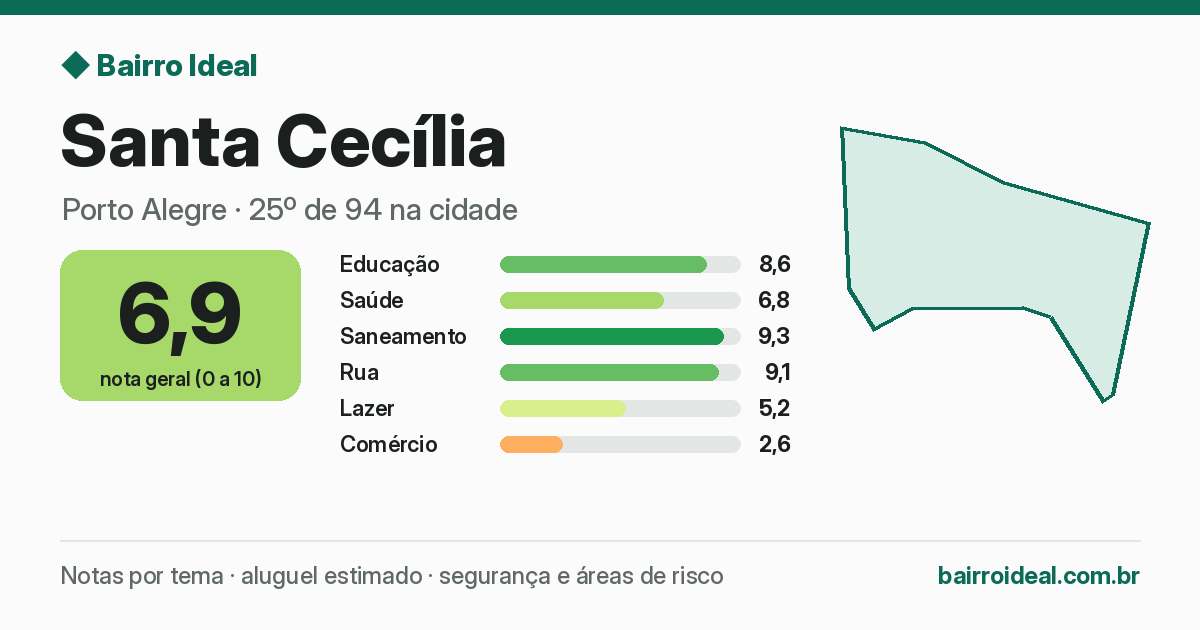 Bairro Ideal
Santa Cecília
Porto Alegre · 25º de 94 na cidade
6,9
nota geral (0 a 10)
Educação 8,6
Saúde 6,8
Saneamento 9,3
Rua 9,1
Lazer 5,2
Comércio 2,6
Notas por tema · aluguel estimado · segurança e áreas de risco
bairroideal.com.br